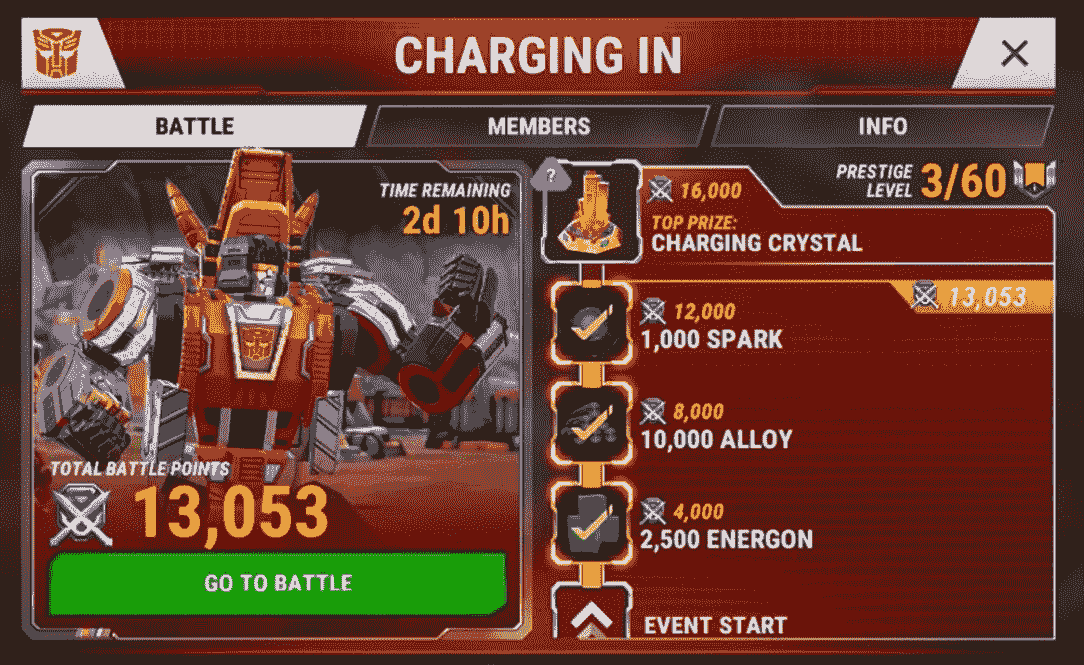 CHARGING IN
BATTLE
MEMBERS
INFO
TIME REMAINING
2d 10h
TOTAL BATTLE POINTS
13,053
GO TO BATTLE
?
16,000
TOP PRIZE:
CHARGING CRYSTAL
PRESTIGE
LEVEL 3/60
13,053
12,000
1,000 SPARK
8,000
10,000 ALLOY
4,000
2,500 ENERGON
EVENT START